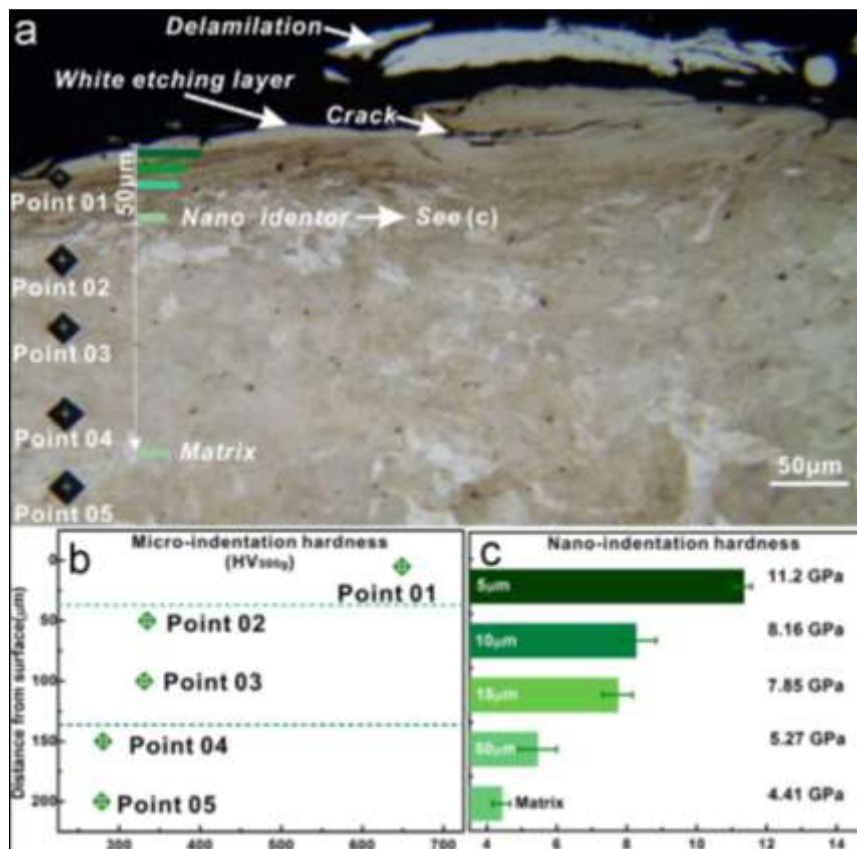 a
Delamilation
White etching layer
Crack
50μm
Point 01
Nano identor
See (c)
Point 02
Point 03
Point 04
Matrix
Point 05
50μm
b
Micro-indentation hardness
Distance from surface(μm)
0
50
100
150
200
Point 01
Point 02
Point 03
Point 04
Point 05
300 400 500 600 700
c
Nano-indentation hardness
5μm 11.2 GPa
10μm 8.16 GPa
15μm 7.85 GPa
50μm 5.27 GPa
Matrix 4.41 GPa
4 6 8 10 12 14